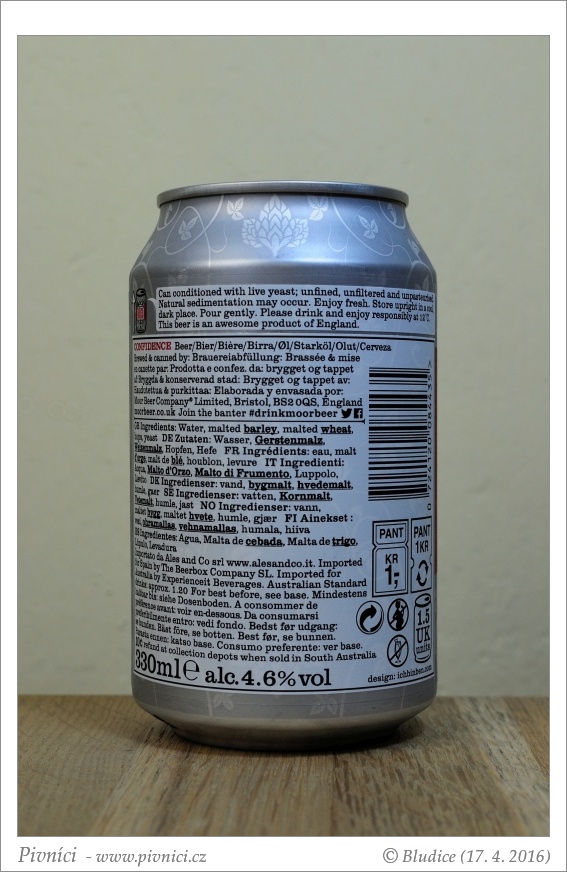 Can conditioned with live yeast; unfined, unfiltered and unpasteurised.
Natural sedimentation may occur. Enjoy fresh. Store upright in a cool
dark place. Pour gently. Please drink and enjoy responsibly at 12°C.
This beer is an awesome product of England.
CONFIDENCE Beer/Bier/Bière/Birra/Øl/Starköl/Olut/Cerveza
Brewed & canned by: Brauereiabfüllung: Brassée & mise
en canette par: Prodotta e confez. da: brygget og tappet
af: Bryggda & konserverad stad: Brygget og tappet av:
Haudotettua & purkittaa: Elaborada y envasada por:
Moor Beer Company® Limited, Bristol, BS2 0QS, England
moorbeer.co.uk Join the banter #drinkmoorbeer
GB Ingredients: Water, malted barley, malted wheat,
hops, yeast DE Zutaten: Wasser, Gerstenmalz,
Weizenmalz, Hopfen, Hefe FR Ingrédients: eau, malt
d'orge, malt de blé, houblon, levure IT Ingredienti:
Acqua, Malto d'Orzo, Malto di Frumento, Luppolo,
Lievito DK Ingredienser: vand, bygmalt, hvedemalt,
humle, gær SE Ingredienser: vatten, Kornmalt,
Vetemalt, humle, jast NO Ingredienser: vann,
maltet bygg, maltet hvete, humle, gjær FI Ainekset :
vesi, ohramallas, vehnamallas, humala, hiiva
ES Ingredientes: Agua, Malta de cebada, Malta de trigo,
Lúpulo, Levadura
Importado da Ales and Co srl www.alesandco.it. Imported
for Spain by The Beerbox Company SL. Imported for
Australia by Experienceit Beverages. Australian Standard
drinks: approx. 1.20 For best before, see base. Mindestens
haltbar bis: siehe Dosenboden. A consommer de
préférence avant: voir en-dessous. Da consumarsi
preferibilmente entro: vedi fondo. Bedst før udgang:
se bunden. Bäst före, se botten. Best før, se bunnen.
Parasta ennen: katso base. Consumo preferente: ver base.
10¢ refund at collection depots when sold in South Australia
330ml e alc.4.6%vol
design: ichbinben.com
PANT
KR
1,-
PANT
1KR
1.5
UK
units
Pivníci - www.pivnici.cz
© Bludice (17. 4. 2016)